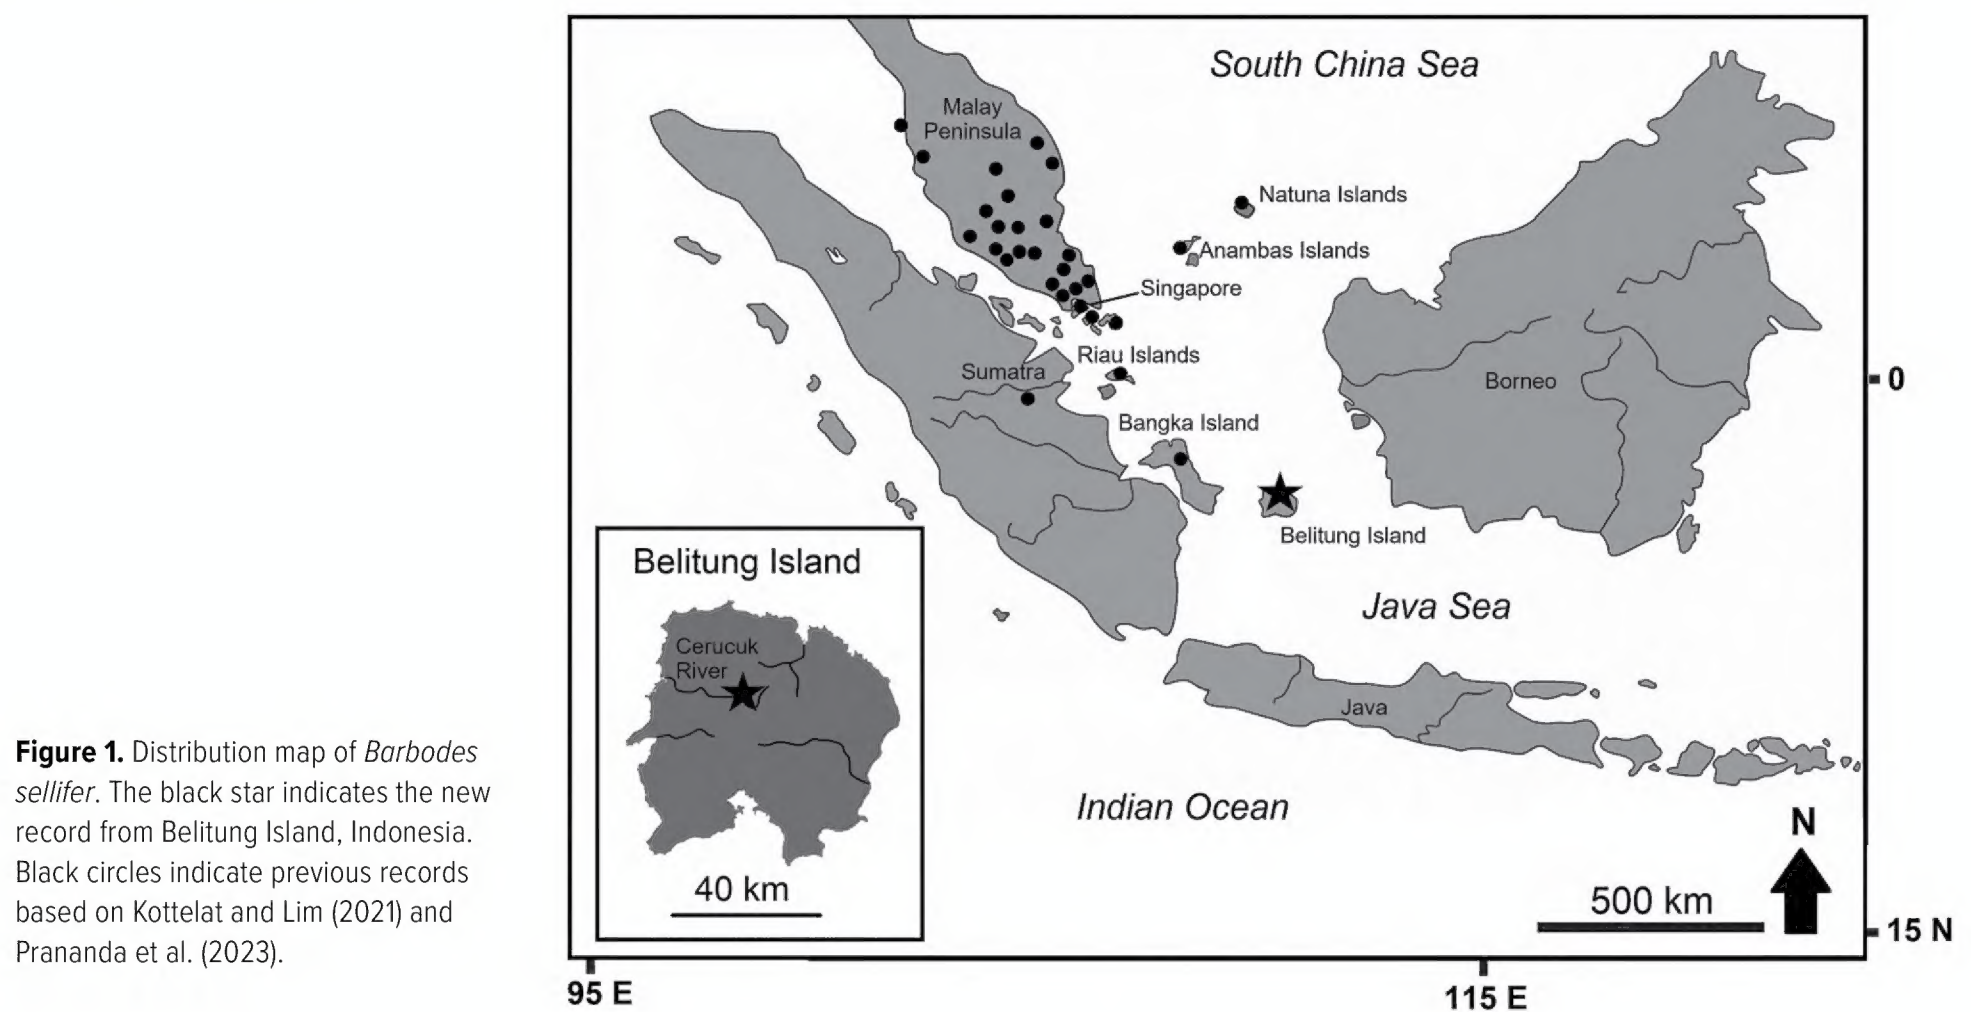 Figure 1. Distribution map of Barbodes
sellifer. The black star indicates the new
record from Belitung Island, Indonesia.
Black circles indicate previous records
based on Kottelat and Lim (2021) and
Prananda et al. (2023).
South China Sea
Malay
Peninsula
Natuna Islands
Anambas Islands
Singapore
Riau Islands
Sumatra
Borneo
0
Bangka Island
Belitung Island
Belitung Island
Cerucuk
River
40 km
Java Sea
Java
Indian Ocean
N
500 km
15 N
95 E
115 E